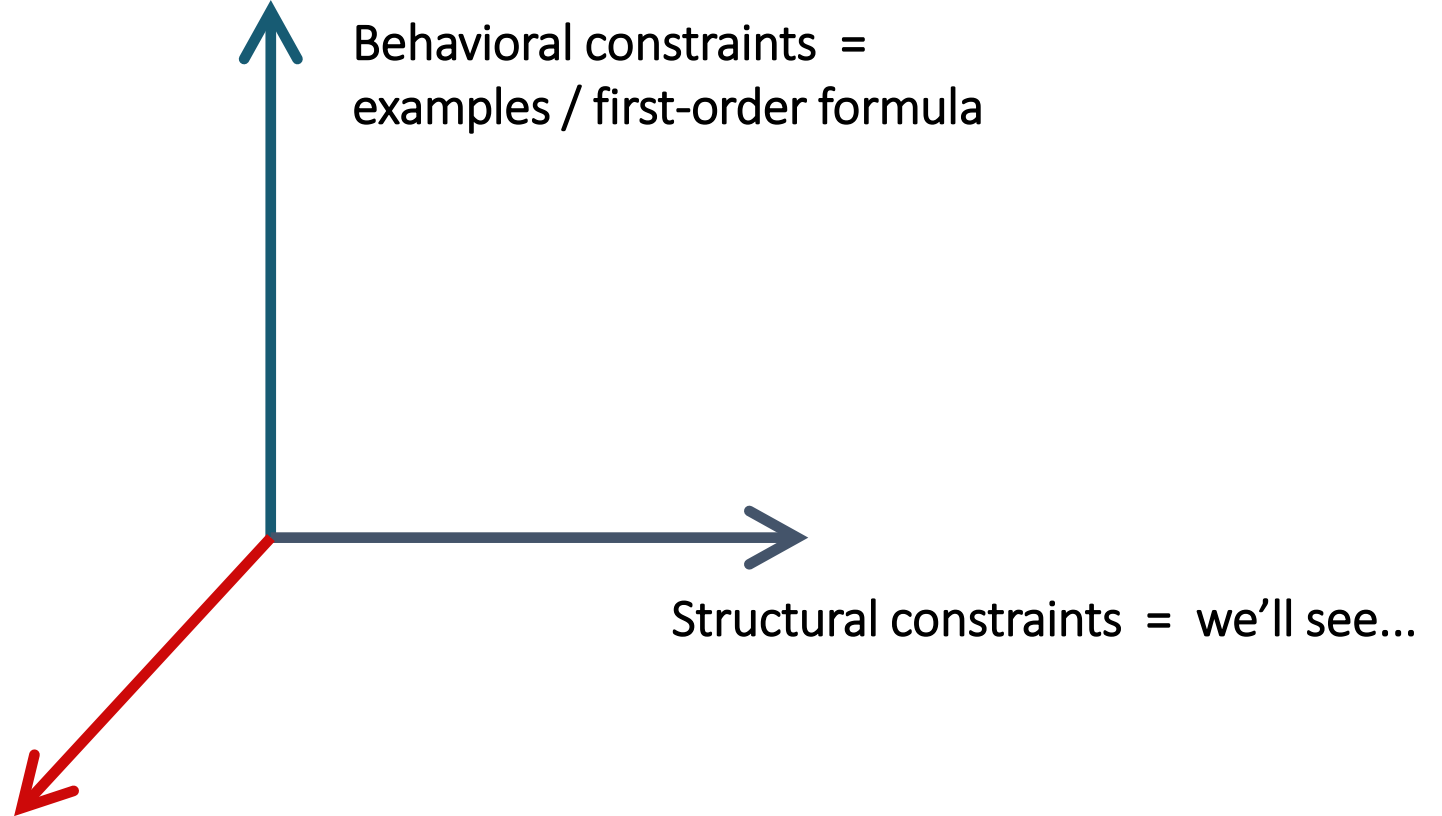 Behavioral constraints =
examples / first-order formula
Structural constraints = we’ll see...